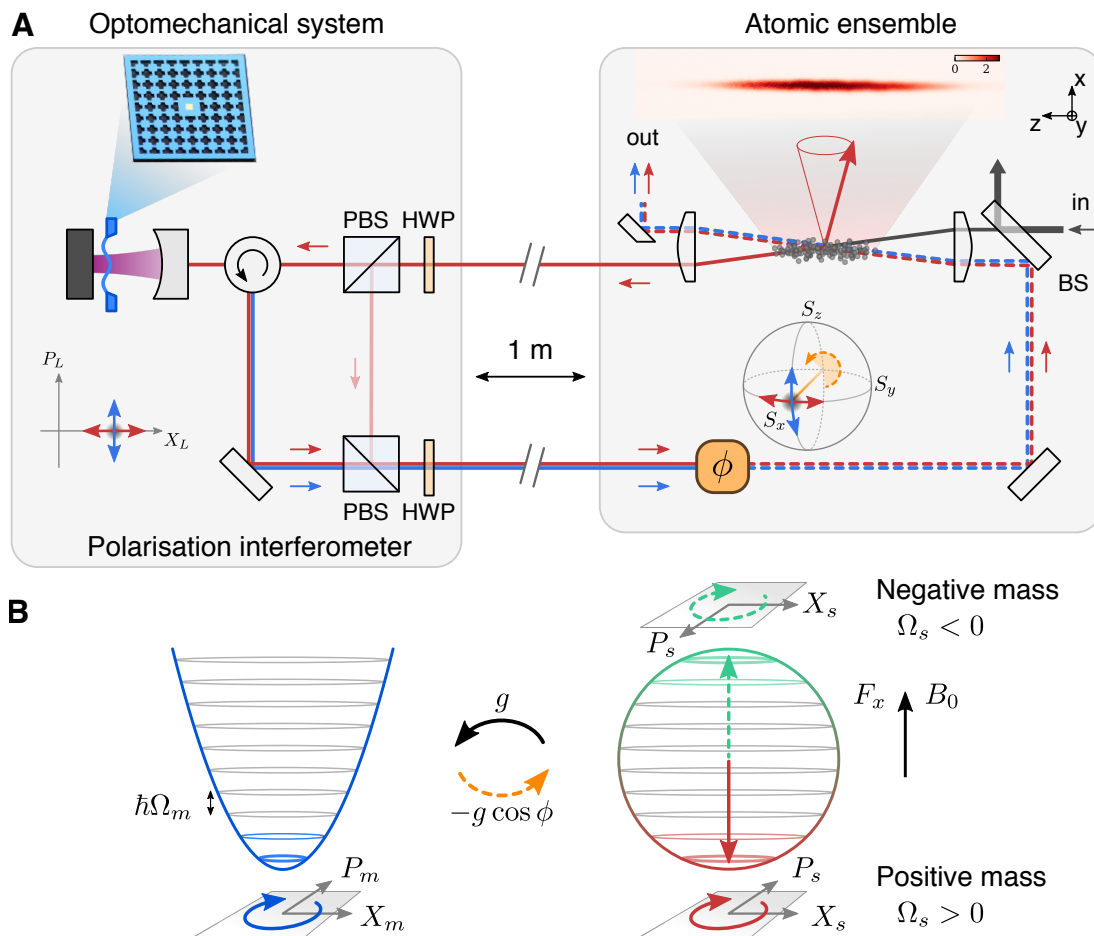 A
Optomechanical system
Atomic ensemble
0 2
x
z
y
out
in
PBS HWP
BS
1 m
S_z
S_y
S_x
P_L
X_L
ϕ
PBS HWP
Polarisation interferometer
B
X_s
P_s
Negative mass
Ω_s < 0
g
F_x B_0
ħΩ_m
−g cos ϕ
P_m
X_m
P_s
X_s
Positive mass
Ω_s > 0